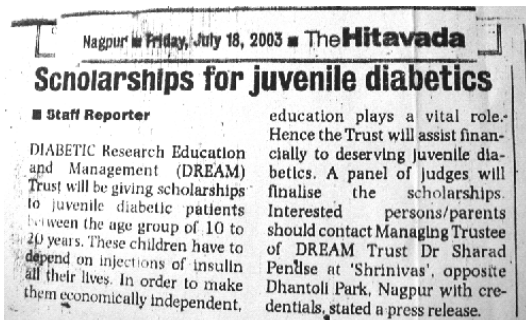 Nagpur ■ Friday, July 18, 2003 ■ The Hitavada
Scholarships for juvenile diabetics
■ Staff Reporter
DIABETIC Research Education
and Management (DREAM)
Trust will be giving scholarships
to juvenile diabetic patients
between the age group of 10 to
20 years. These children have to
depend on injections of insulin
all their lives. In order to make
them economically independent,
education plays a vital role.
Hence the Trust will assist finan-
cially to deserving juvenile dia-
betics. A panel of judges will
finalise the scholarships.
Interested persons/parents
should contact Managing Trustee
of DREAM Trust Dr Sharad
Pendse at 'Shrinivas', opposite
Dhantoli Park, Nagpur with cre-
dentials, stated a press release.